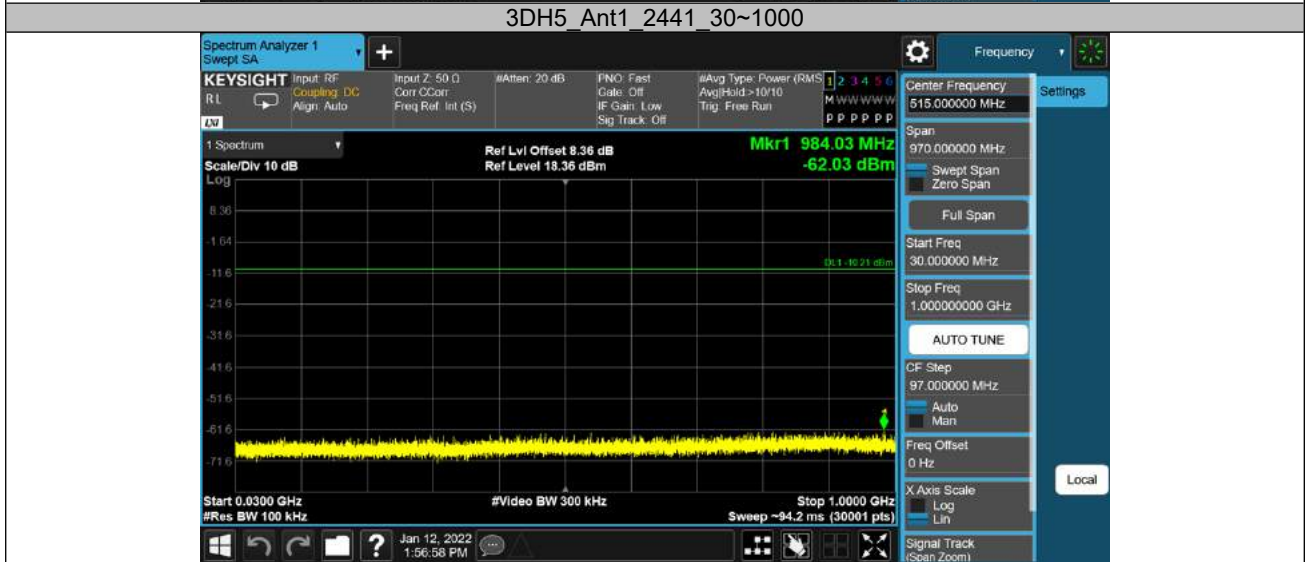 3DH5_Ant1_2441_30~1000
Spectrum Analyzer 1
Swept SA
+
Frequency
KEYSIGHT
RL
LXI
Input: RF
Coupling: DC
Align: Auto
Input Z: 50 Ω
Corr CCorr
Freq Ref: Int (S)
#Atten: 20 dB
PNO: Fast
Gate: Off
IF Gain: Low
Sig Track: Off
#Avg Type: Power (RMS
Avg|Hold:>10/10
Trig: Free Run
1 2 3 4 5 6
M W W W W W
P P P P P P
Center Frequency
515.000000 MHz
Settings
1 Spectrum
Scale/Div 10 dB
Log
Ref Lvl Offset 8.36 dB
Ref Level 18.36 dBm
Mkr1 984.03 MHz
-62.03 dBm
Span
970.000000 MHz
Swept Span
Zero Span
Full Span
Start Freq
30.000000 MHz
Stop Freq
1.000000000 GHz
AUTO TUNE
CF Step
97.000000 MHz
Auto
Man
Freq Offset
0 Hz
X Axis Scale
Log
Lin
Signal Track
(Span Zoom)
Local
8.36
-1.64
DL1 -10.21 dBm
-11.6
-21.6
-31.6
-41.6
-51.6
-61.6
-71.6
Start 0.0300 GHz
#Res BW 100 kHz
#Video BW 300 kHz
Stop 1.0000 GHz
Sweep ~94.2 ms (30001 pts)
?
Jan 12, 2022
1:56:58 PM